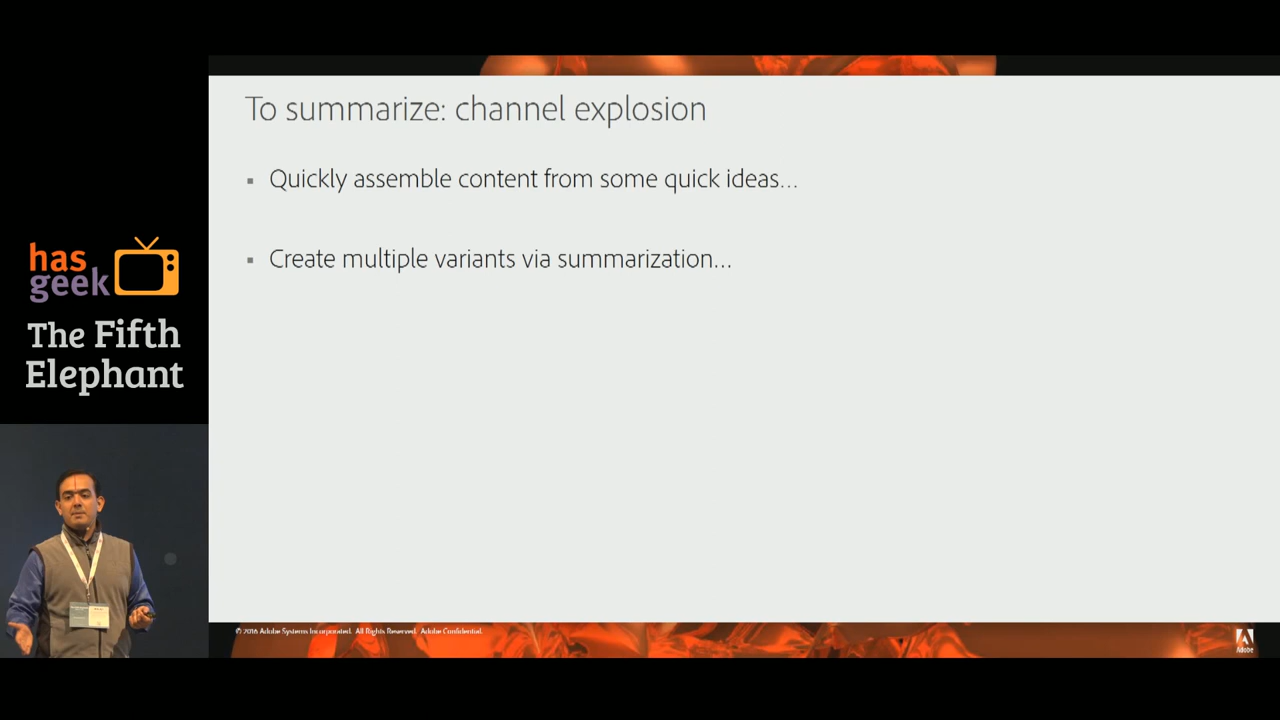 To summarize: channel explosion
▪ Quickly assemble content from some quick ideas...
▪ Create multiple variants via summarization...
has
geek
The Fifth
Elephant
© 2016 Adobe Systems Incorporated. All Rights Reserved. Adobe Confidential.
Adobe